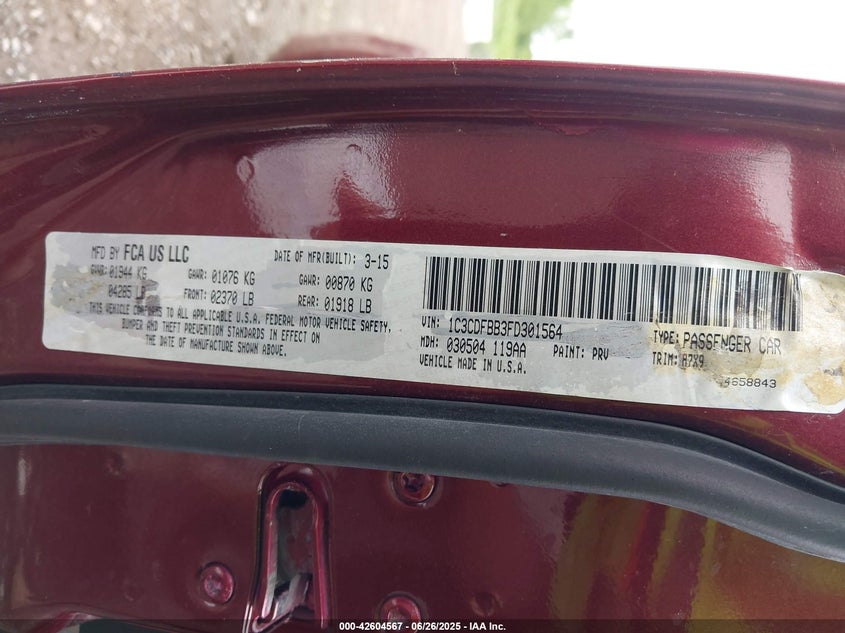 MFD BY FCA US LLC DATE OF MFR(BUILT): 3-15
GVWR: 01944 KG GAWR: 01076 KG GAWR: 00870 KG
04285 LB FRONT: 02370 LB REAR: 01918 LB
THIS VEHICLE CONFORMS TO ALL APPLICABLE U.S.A. FEDERAL MOTOR VEHICLE SAFETY,
BUMPER AND THEFT PREVENTION STANDARDS IN EFFECT ON
THE DATE OF MANUFACTURE SHOWN ABOVE.
VIN: 1C3CDFBB3FD301564 TYPE: PASSENGER CAR
MDH: 030504 119AA PAINT: PRV TRIM: A7X9
VEHICLE MADE IN U.S.A. 4658843
000-42604567 - 06/26/2025 - IAA Inc.